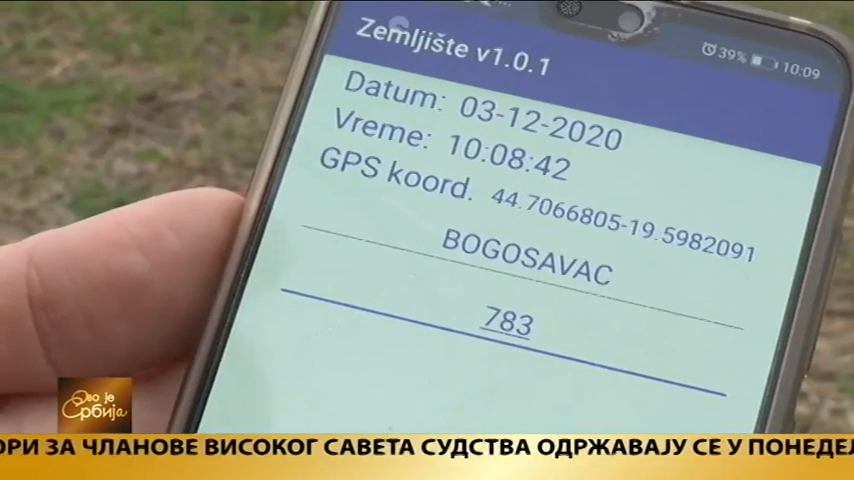 Zemljište v1.0.1
39% 10:09
Datum: 03-12-2020
Vreme: 10:08:42
GPS koord. 44.7066805-19.5982091
BOGOSAVAC
783
Ово је
Србија
ОРИ ЗА ЧЛАНОВЕ ВИСОКОГ САВЕТА СУДСТВА ОДРЖАВАЈУ СЕ У ПОНЕДЕЛ